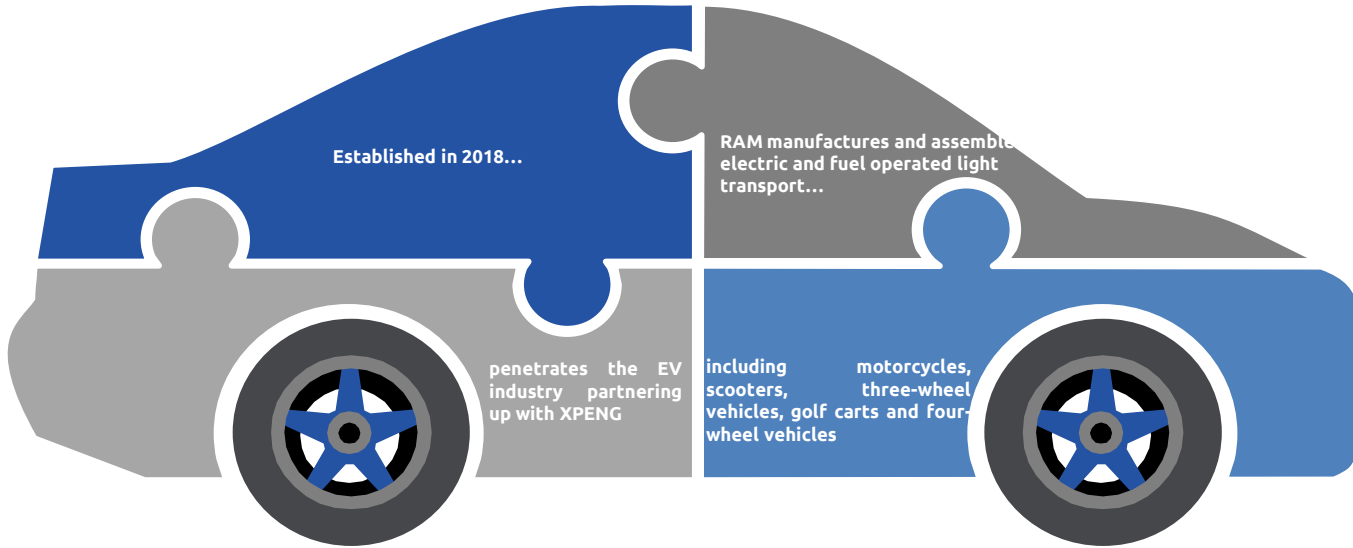 Established in 2018…
RAM manufactures and assemble
electric and fuel operated light
transport…
penetrates the EV
industry partnering
up with XPENG
including motorcycles,
scooters, three-wheel
vehicles, golf carts and four-
wheel vehicles